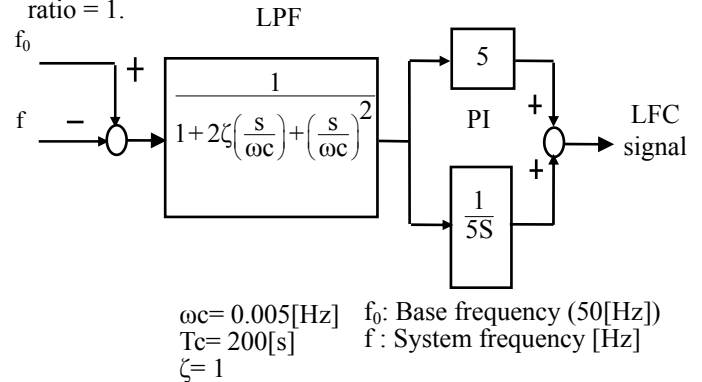 ratio = 1.
LPF
f₀
+
f
−
1
1+2ζ(s/ωc)+(s/ωc)²
5
PI
1
5S
+
+
LFC
signal
ωc= 0.005[Hz] f₀: Base frequency (50[Hz])
Tc= 200[s] f : System frequency [Hz]
ζ= 1